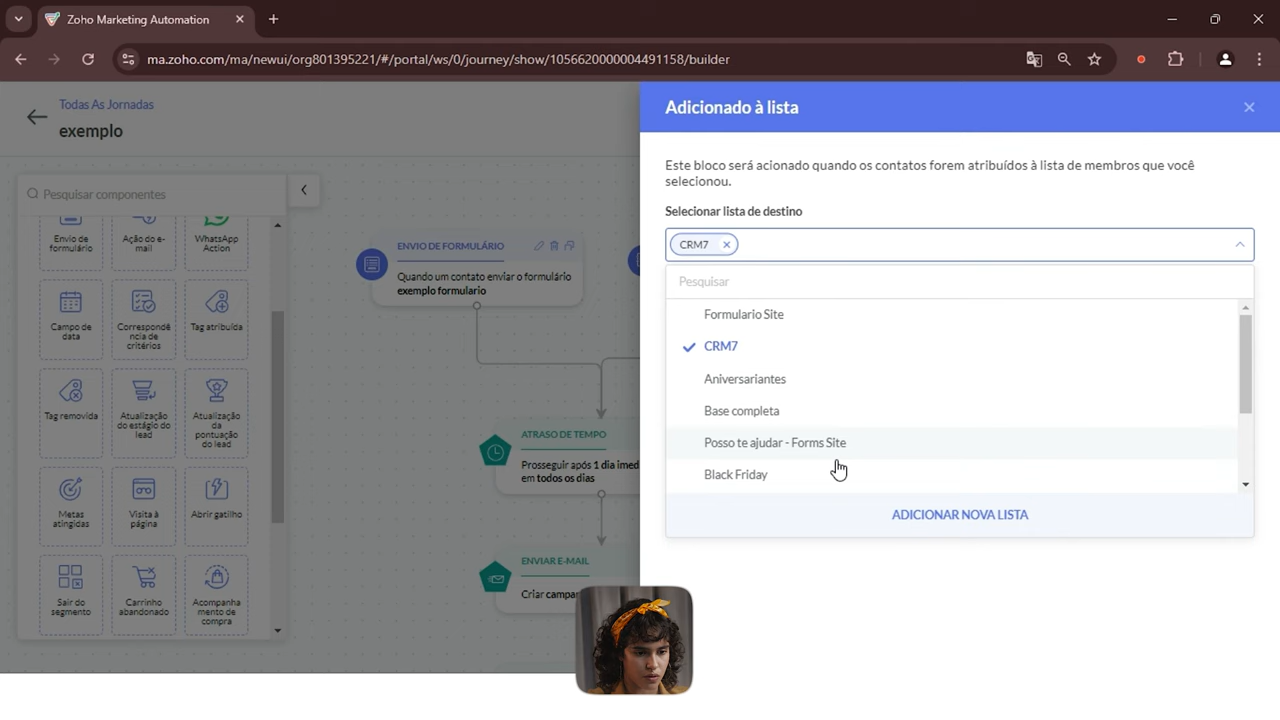 Zoho Marketing Automation
ma.zoho.com/ma/newui/org801395221/#/portal/ws/0/journey/show/1056620000004491158/builder
Todas As Jornadas
exemplo
Pesquisar componentes
Envio de
formulário
Ação do e-
mail
WhatsApp
Action
Campo de
data
Correspondê
ncia de
critérios
Tag atribuída
Tag removida
Atualização
do estágio do
lead
Atualização
da
pontuação
do lead
Metas
atingidas
Visita à
página
Abrir gatilho
Sair do
segmento
Carrinho
abandonado
Acompanha
mento de
compra
ENVIO DE FORMULÁRIO
Quando um contato enviar o formulário
exemplo formulario
ATRASO DE TEMPO
Prosseguir após 1 dia imed
em todos os dias
ENVIAR E-MAIL
Criar campa
Adicionado à lista
Este bloco será acionado quando os contatos forem atribuídos à lista de membros que você
selecionou.
Selecionar lista de destino
CRM7
Pesquisar
Formulario Site
CRM7
Aniversariantes
Base completa
Posso te ajudar - Forms Site
Black Friday
ADICIONAR NOVA LISTA